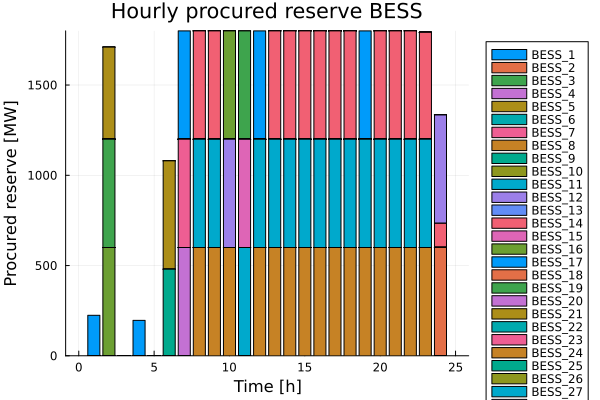 Hourly procured reserve BESS
Procured reserve [MW]
1500
1000
500
0
0
5
10
15
20
25
Time [h]
BESS_1
BESS_2
BESS_3
BESS_4
BESS_5
BESS_6
BESS_7
BESS_8
BESS_9
BESS_10
BESS_11
BESS_12
BESS_13
BESS_14
BESS_15
BESS_16
BESS_17
BESS_18
BESS_19
BESS_20
BESS_21
BESS_22
BESS_23
BESS_24
BESS_25
BESS_26
BESS_27